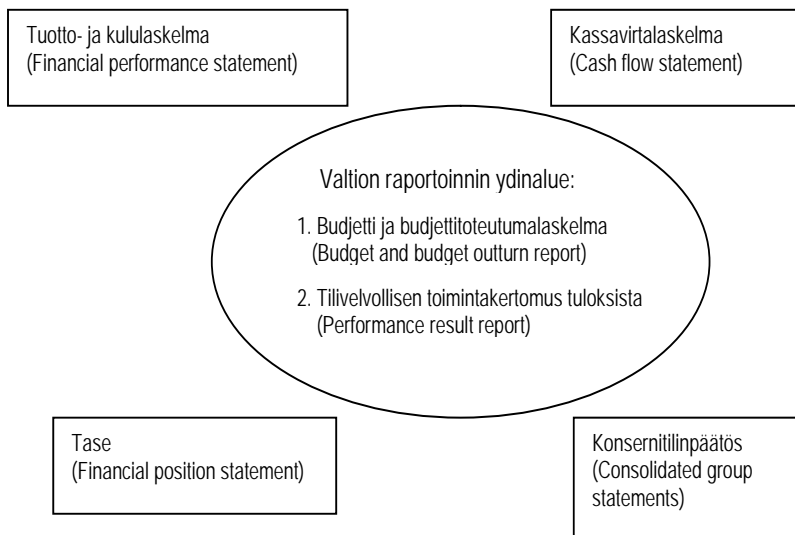 Tuotto- ja kululaskelma
(Financial performance statement)
Kassavirtalaskelma
(Cash flow statement)
Valtion raportoinnin ydinalue:
1. Budjetti ja budjettitoteutumalaskelma
(Budget and budget outturn report)
2. Tilivelvollisen toimintakertomus tuloksista
(Performance result report)
Tase
(Financial position statement)
Konsernitilinpäätös
(Consolidated group
statements)